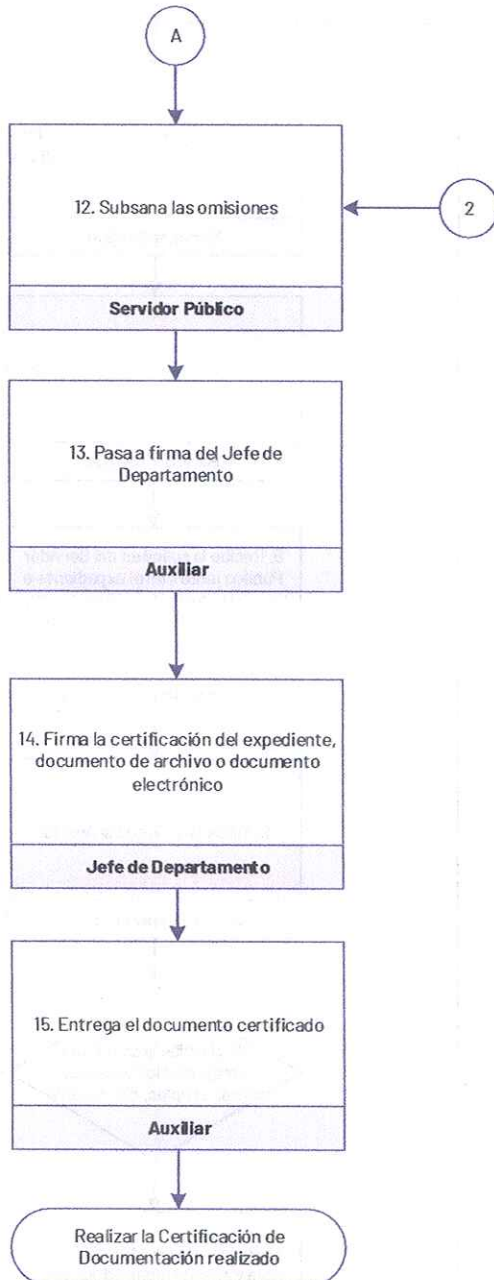 A
12. Subsana las omisiones
2
Servidor Público
13. Pasa a firma del Jefe de
Departamento
Auxiliar
14. Firma la certificación del expediente,
documento de archivo o documento
electrónico
Jefe de Departamento
15. Entrega el documento certificado
Auxiliar
Realizar la Certificación de
Documentación realizado